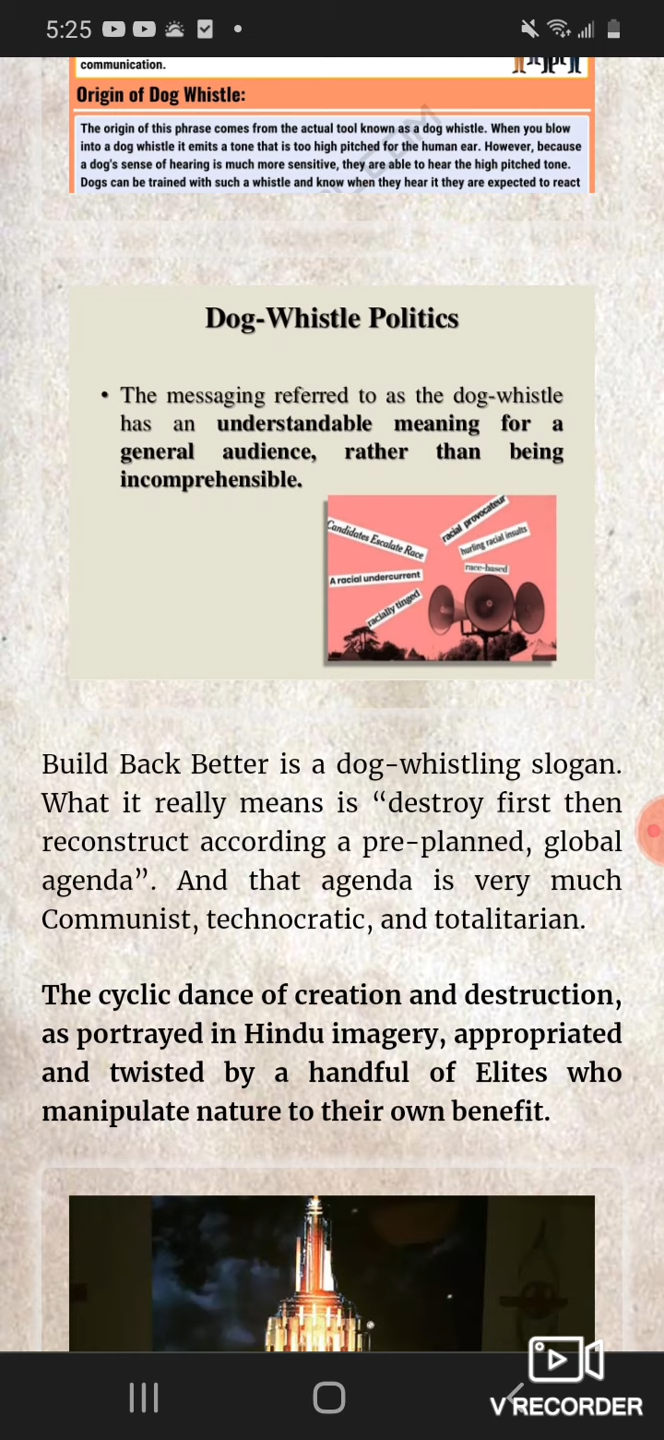 5:25
communication.
Origin of Dog Whistle:
The origin of this phrase comes from the actual tool known as a dog whistle. When you blow
into a dog whistle it emits a tone that is too high pitched for the human ear. However, because
a dog's sense of hearing is much more sensitive, they are able to hear the high pitched tone.
Dogs can be trained with such a whistle and know when they hear it they are expected to react
Dog-Whistle Politics
• The messaging referred to as the dog-whistle
has an understandable meaning for a
general audience, rather than being
incomprehensible.
Candidates Escalate Race
racial provocateur
hurling racial insults
race-based
A racial undercurrent
racially tinged
Build Back Better is a dog-whistling slogan.
What it really means is “destroy first then
reconstruct according a pre-planned, global
agenda”. And that agenda is very much
Communist, technocratic, and totalitarian.
The cyclic dance of creation and destruction,
as portrayed in Hindu imagery, appropriated
and twisted by a handful of Elites who
manipulate nature to their own benefit.
V RECORDER